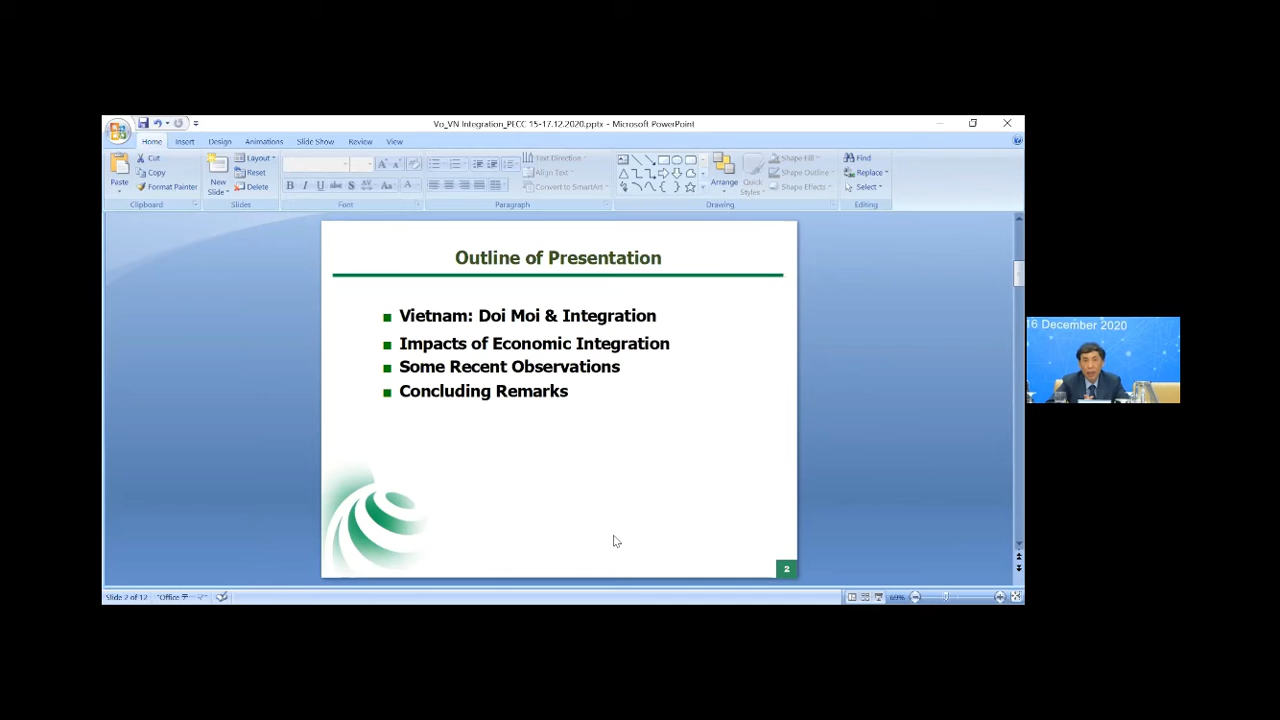 Vo_VN Integration_PECC 15-17.12.2020.pptx - Microsoft PowerPoint
Home Insert Design Animations Slide Show Review View
Paste
Cut
Copy
Format Painter
Clipboard
New Slide
Layout
Reset
Delete
Slides
B I U abc S AV Aa A
Font
Text Direction
Align Text
Convert to SmartArt
Paragraph
Arrange
Quick Styles
Shape Fill
Shape Outline
Shape Effects
Drawing
Find
Replace
Select
Editing
Outline of Presentation
Vietnam: Doi Moi & Integration
Impacts of Economic Integration
Some Recent Observations
Concluding Remarks
2
16 December 2020
Slide 2 of 12
69%